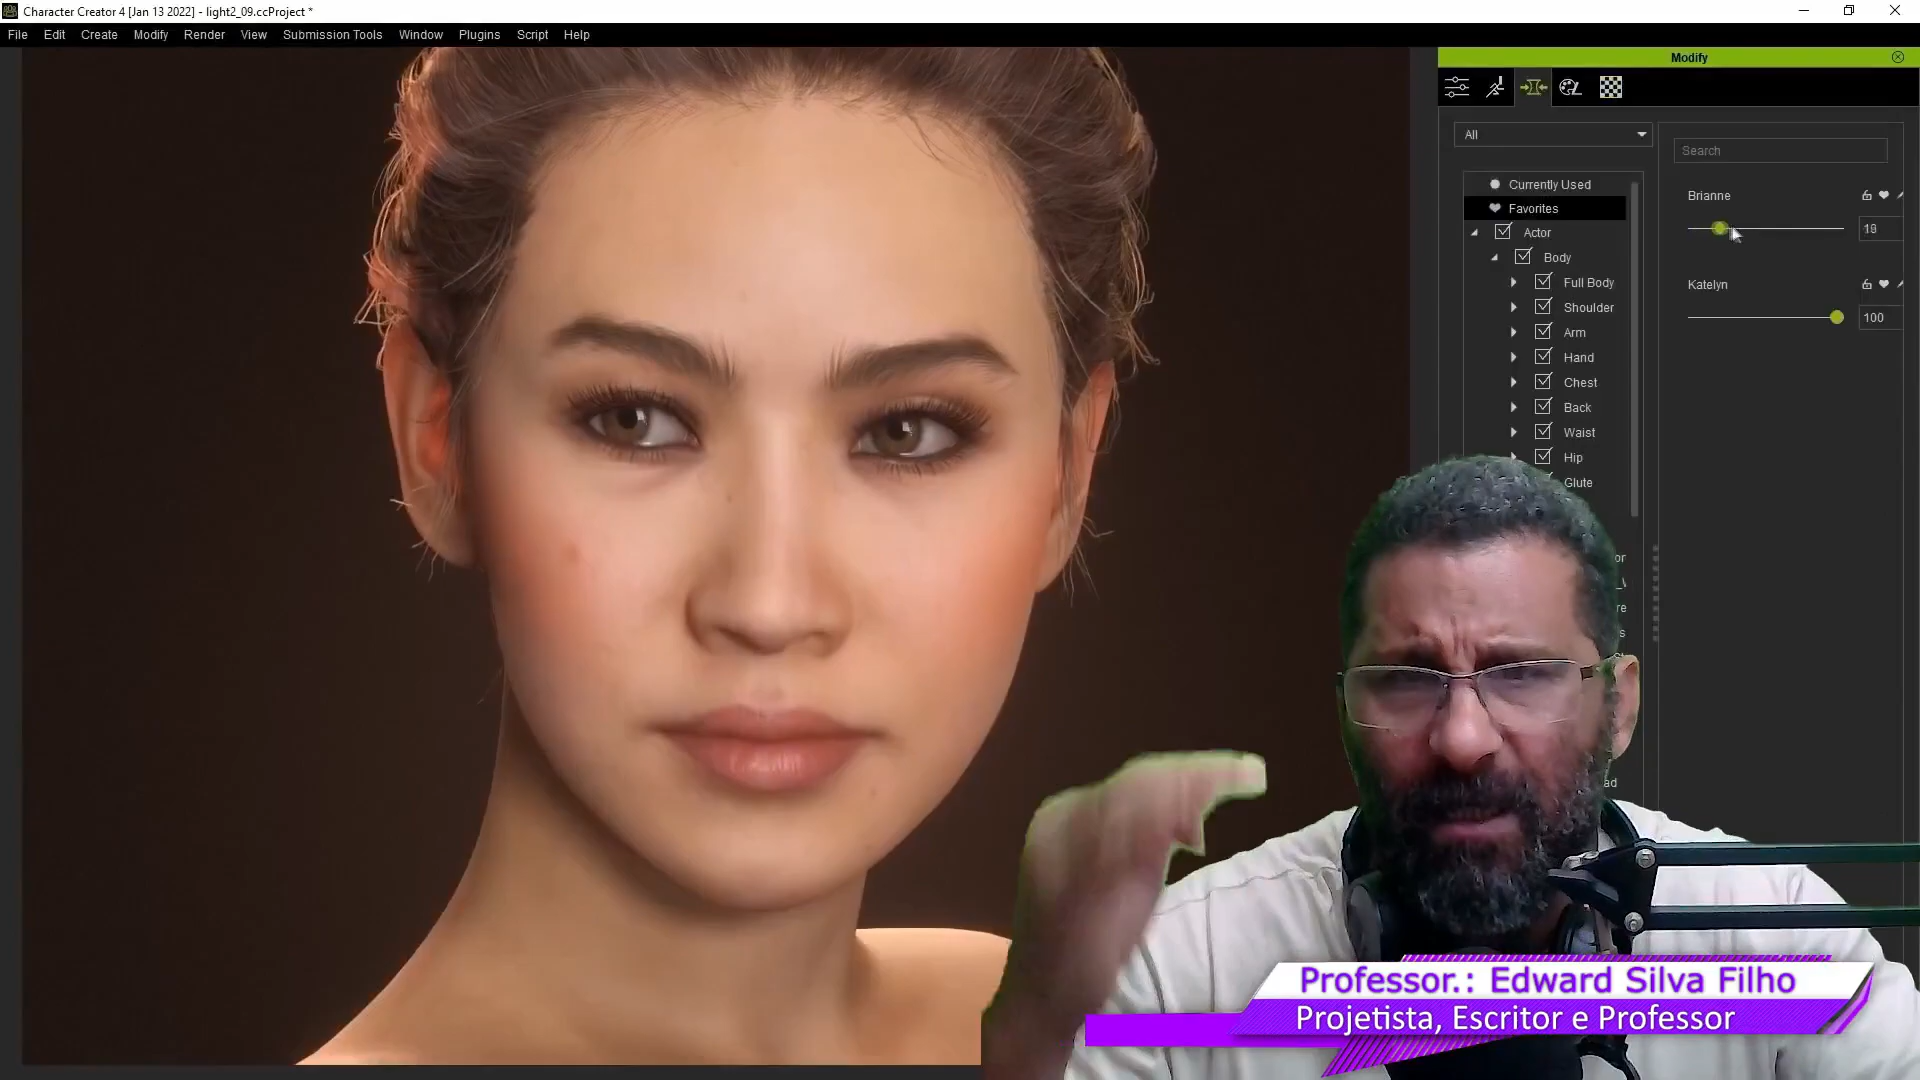 Character Creator 4 [Jan 13 2022] - light2_09.ccProject *
File Edit Create Modify Render View Submission Tools Window Plugins Script Help
Modify
All
Search
Currently Used
Favorites
Actor
Body
Full Body
Shoulder
Arm
Hand
Chest
Back
Waist
Hip
Glute
Brianne
Katelyn
100
Professor.: Edward Silva Filho
Projetista, Escritor e Professor